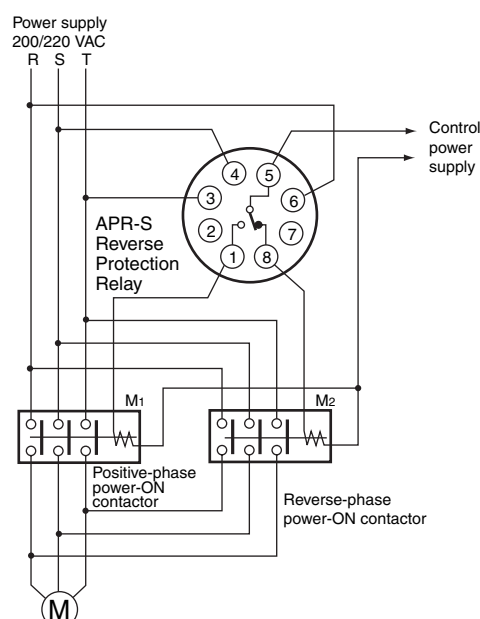 Power supply
200/220 VAC
R S T
Control
power
supply
4 5
3 6
2 7
1 8
APR-S
Reverse
Protection
Relay
M1
M2
Positive-phase
power-ON
contactor
Reverse-phase
power-ON contactor
M